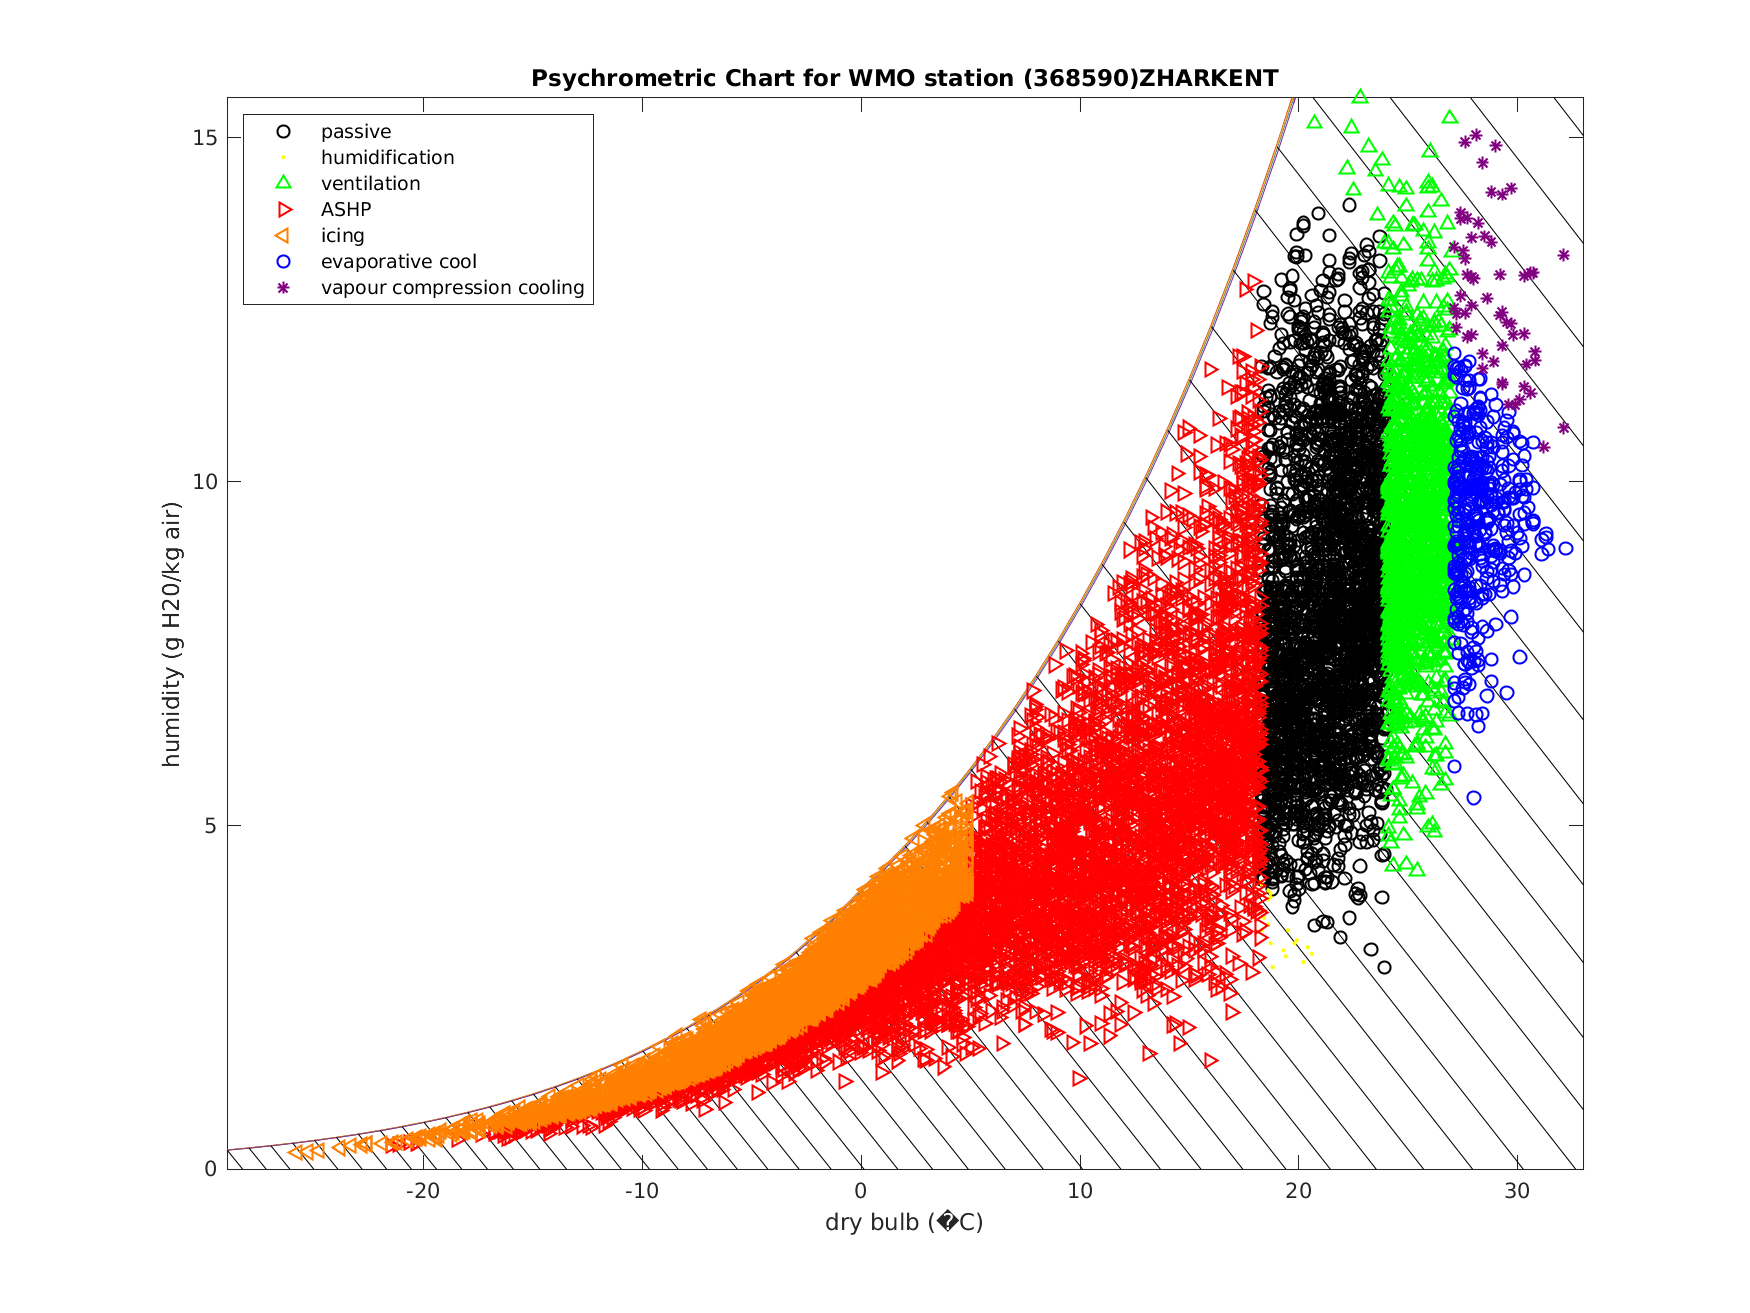 Psychrometric Chart for WMO station (368590)ZHARKENT
passive
humidification
ventilation
ASHP
icing
evaporative cool
vapour compression cooling
15
10
5
0
humidity (g H20/kg air)
-20 -10 0 10 20 30
dry bulb (�C)